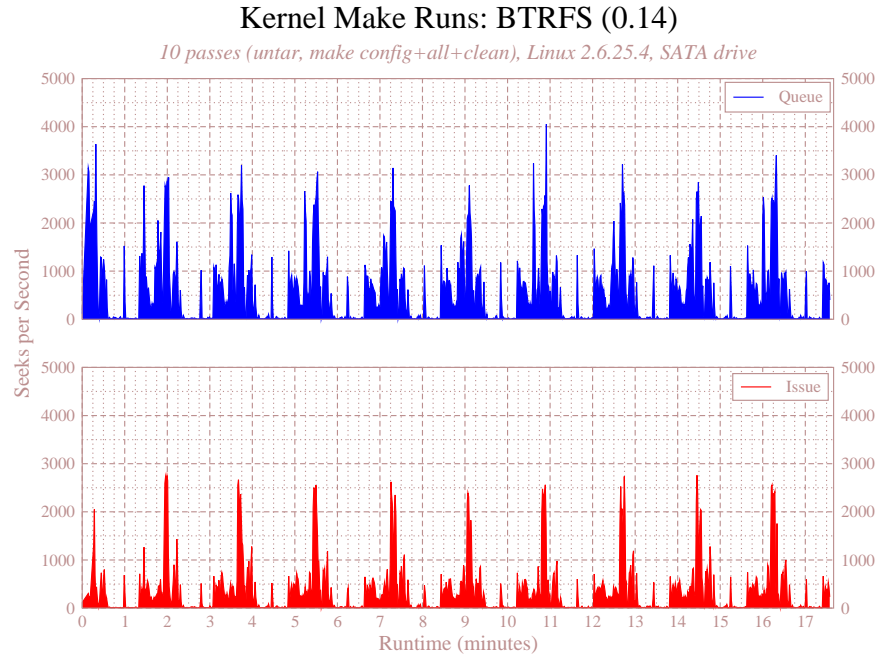 Kernel Make Runs: BTRFS (0.14)
10 passes (untar, make config+all+clean), Linux 2.6.25.4, SATA drive
5000 5000
Queue
4000 4000
3000 3000
2000 2000
1000 1000
0 0
Seeks per Second
5000 5000
Issue
4000 4000
3000 3000
2000 2000
1000 1000
0 0
0 1 2 3 4 5 6 7 8 9 10 11 12 13 14 15 16 17
Runtime (minutes)